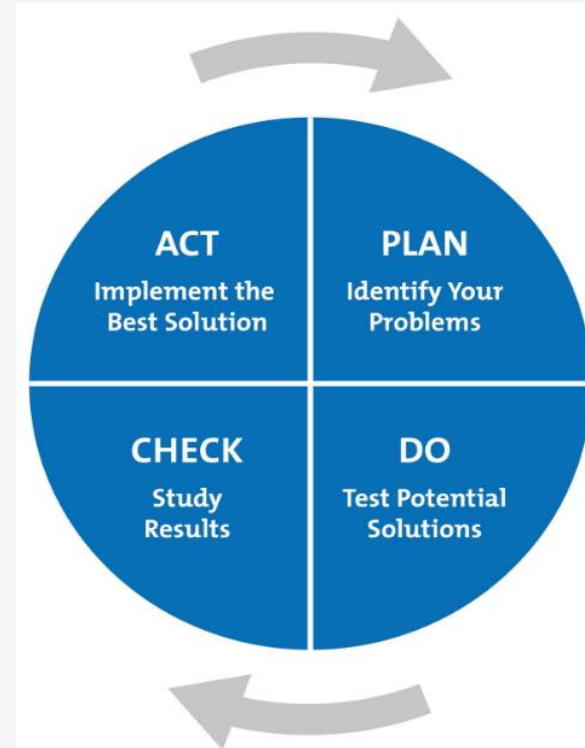 ACT
Implement the
Best Solution
PLAN
Identify Your
Problems
CHECK
Study
Results
DO
Test Potential
Solutions